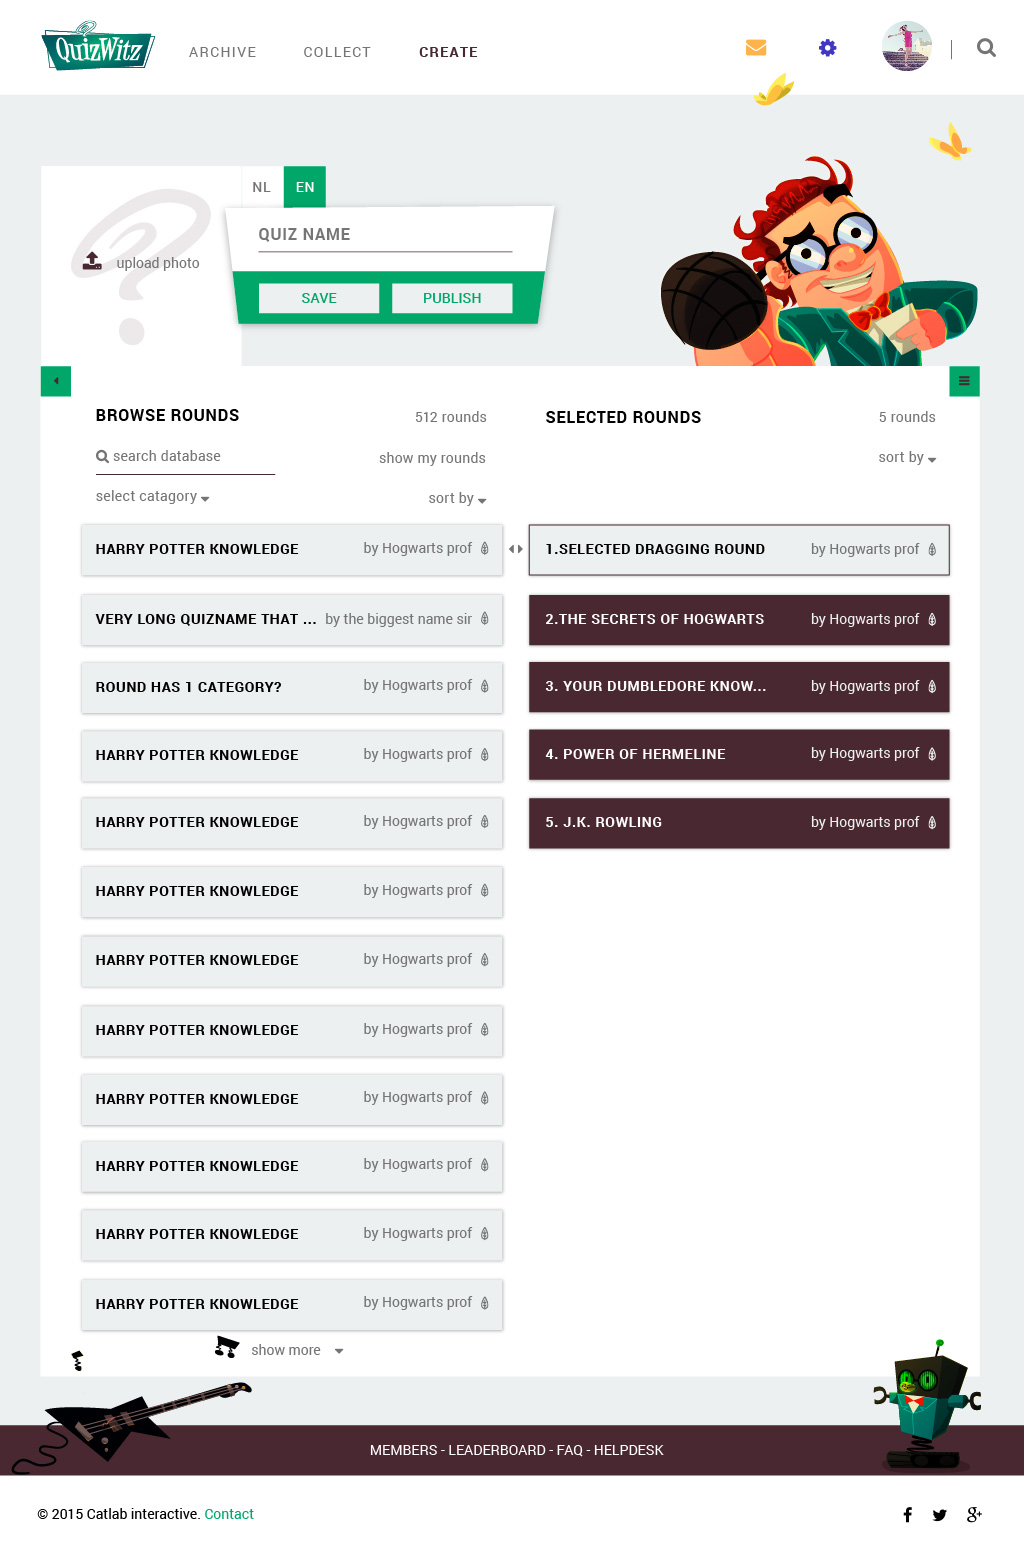 QuizWitz
ARCHIVE COLLECT CREATE
NL EN
QUIZ NAME
upload photo
SAVE PUBLISH
BROWSE ROUNDS 512 rounds
SELECTED ROUNDS 5 rounds
search database show my rounds
sort by
select catagory sort by
HARRY POTTER KNOWLEDGE by Hogwarts prof
1.SELECTED DRAGGING ROUND by Hogwarts prof
VERY LONG QUIZNAME THAT ... by the biggest name sir
2.THE SECRETS OF HOGWARTS by Hogwarts prof
ROUND HAS 1 CATEGORY? by Hogwarts prof
3. YOUR DUMBLEDORE KNOW... by Hogwarts prof
HARRY POTTER KNOWLEDGE by Hogwarts prof
4. POWER OF HERMELINE by Hogwarts prof
HARRY POTTER KNOWLEDGE by Hogwarts prof
5. J.K. ROWLING by Hogwarts prof
HARRY POTTER KNOWLEDGE by Hogwarts prof
HARRY POTTER KNOWLEDGE by Hogwarts prof
HARRY POTTER KNOWLEDGE by Hogwarts prof
HARRY POTTER KNOWLEDGE by Hogwarts prof
HARRY POTTER KNOWLEDGE by Hogwarts prof
HARRY POTTER KNOWLEDGE by Hogwarts prof
HARRY POTTER KNOWLEDGE by Hogwarts prof
show more
MEMBERS - LEADERBOARD - FAQ - HELPDESK
© 2015 Catlab interactive. Contact